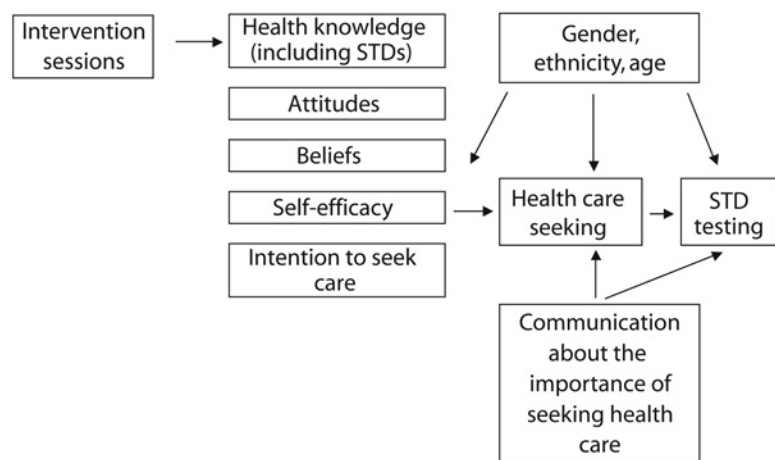 Intervention
sessions
Health knowledge
(including STDs)
Attitudes
Beliefs
Self-efficacy
Intention to seek
care
Gender,
ethnicity, age
Health care
seeking
STD
testing
Communication
about the
importance of
seeking health
care